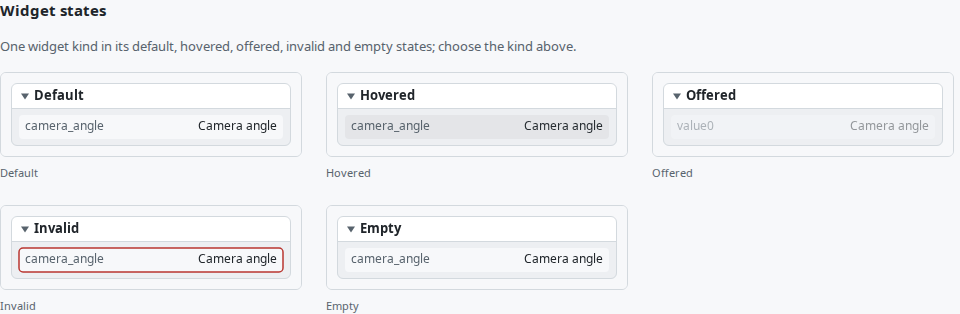 Widget states
One widget kind in its default, hovered, offered, invalid and empty states; choose the kind above.
Default
camera_angle Camera angle
Default
Hovered
camera_angle Camera angle
Hovered
Offered
value0 Camera angle
Offered
Invalid
camera_angle Camera angle
Invalid
Empty
camera_angle Camera angle
Empty